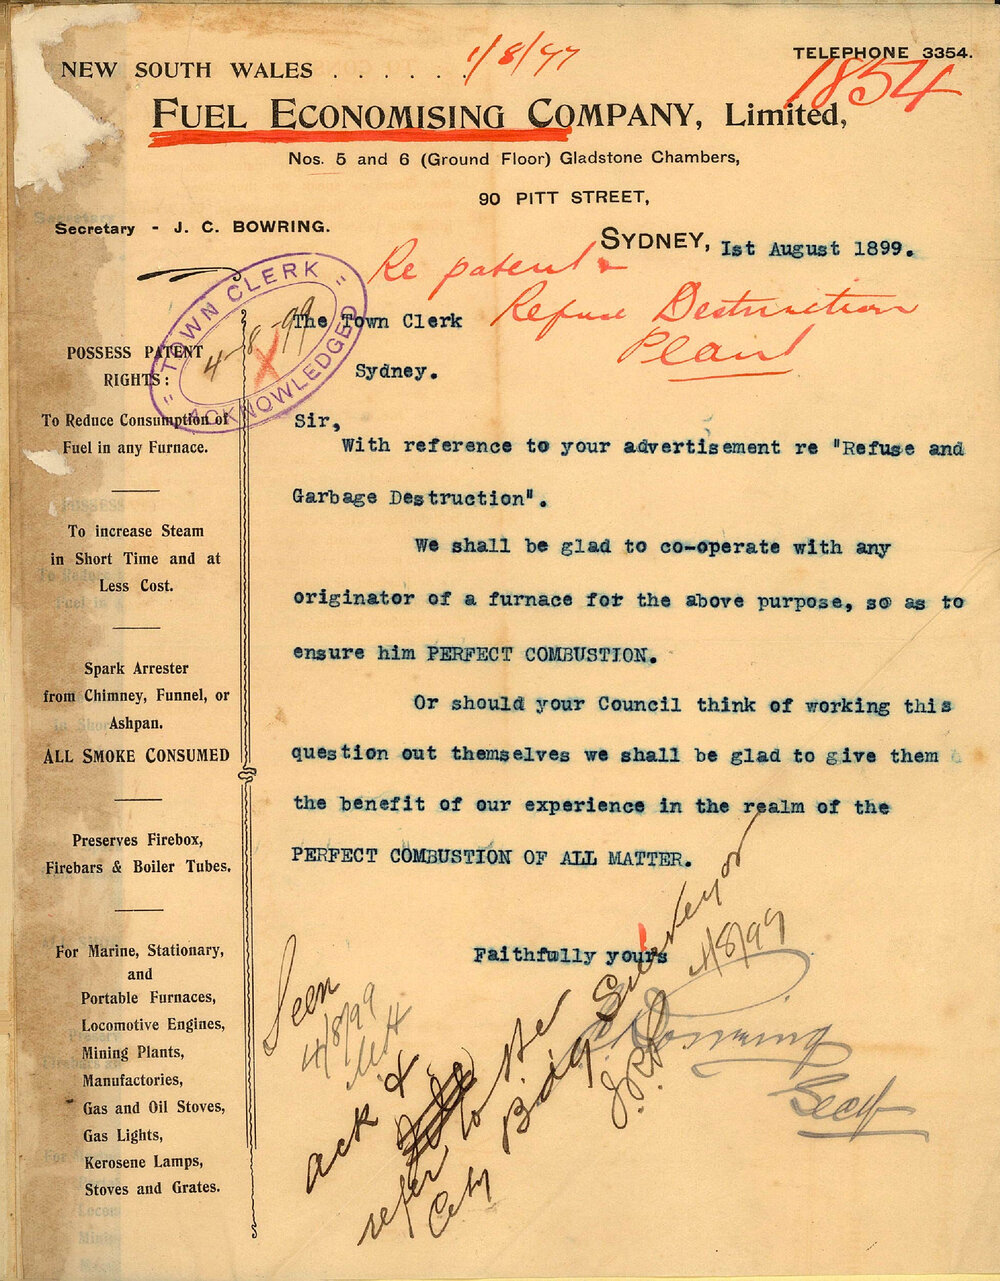 1/8/97
NEW SOUTH WALES . . . . . .
TELEPHONE 3354.
1854
FUEL ECONOMISING COMPANY, Limited,
Nos. 5 and 6 (Ground Floor) Gladstone Chambers,
90 PITT STREET,
Secretary - J. C. BOWRING.
SYDNEY, 1st August 1899.
Re patent
Refuse Destruction
Plant
"TOWN CLERK"
4-8-99
X
ACKNOWLEDGED
The Town Clerk
Sydney.
Sir,
With reference to your advertisement re "Refuse and
Garbage Destruction".
We shall be glad to co-operate with any
originator of a furnace for the above purpose, so as to
ensure him PERFECT COMBUSTION.
Or should your Council think of working this
question out themselves we shall be glad to give them
the benefit of our experience in the realm of the
PERFECT COMBUSTION OF ALL MATTER.
Faithfully yours
Bowring
Secy
POSSESS PATENT
RIGHTS:
To Reduce Consumption of
Fuel in any Furnace.
To increase Steam
in Short Time and at
Less Cost.
Spark Arrester
from Chimney, Funnel, or
Ashpan.
ALL SMOKE CONSUMED
Preserves Firebox,
Firebars & Boiler Tubes.
For Marine, Stationary,
and
Portable Furnaces,
Locomotive Engines,
Mining Plants,
Manufactories,
Gas and Oil Stoves,
Gas Lights,
Kerosene Lamps,
Stoves and Grates.
Seen
4/8/99
ack &
refer to the
City Bdg Surveyor
4/8/99